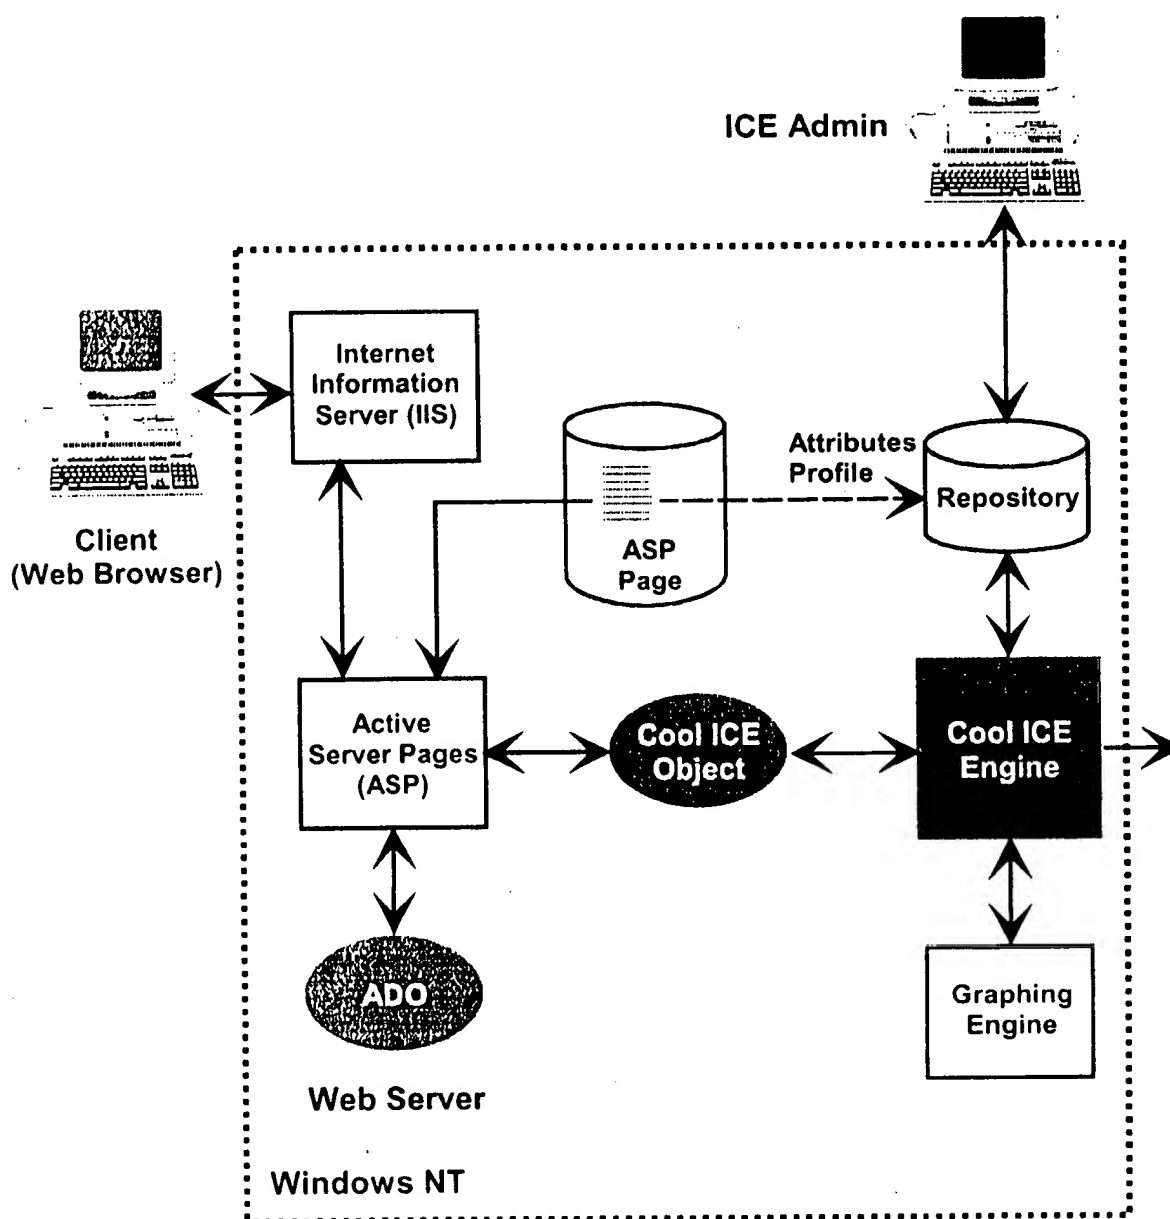 ICE Admin
Internet
Information
Server (IIS)
Attributes
Profile
Repository
ASP
Page
Client
(Web Browser)
Active
Server Pages
(ASP)
Cool ICE
Object
Cool ICE
Engine
ADO
Graphing
Engine
Web Server
Windows NT